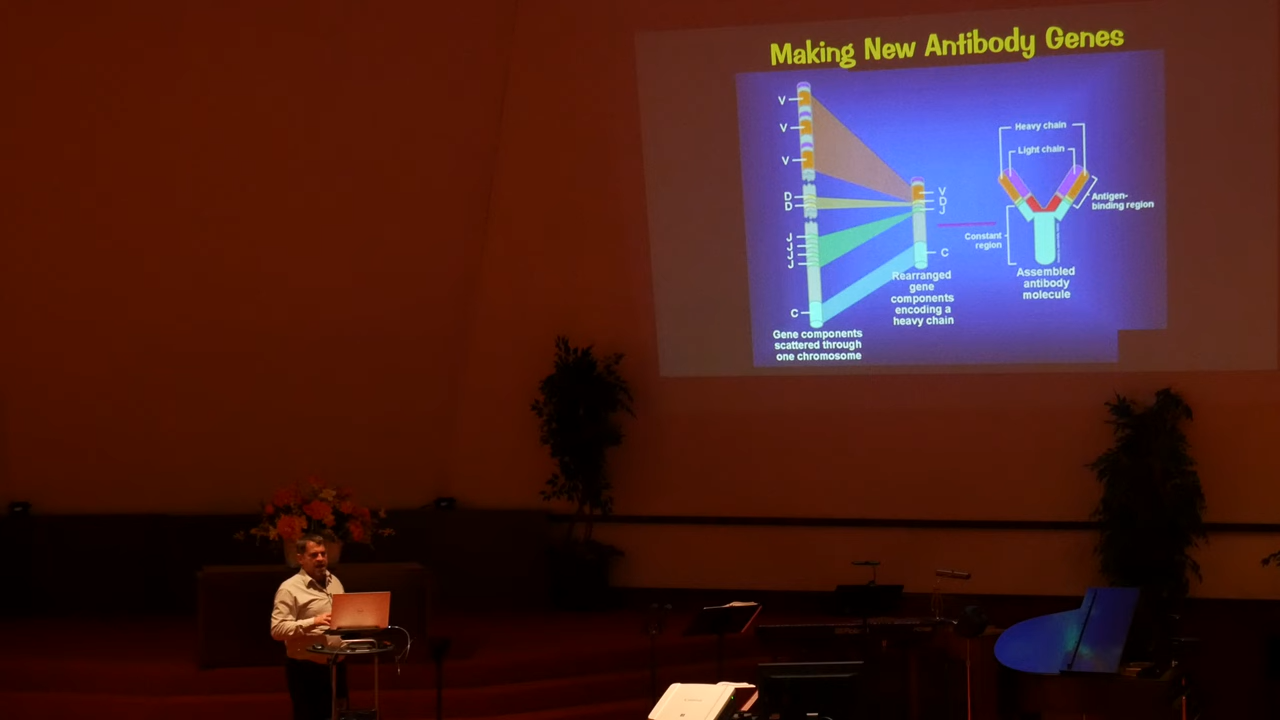 Making New Antibody Genes
V
V
V
D
D
J
J
J
J
C
Gene components
scattered through
one chromosome
V
D
J
C
Rearranged
gene
components
encoding a
heavy chain
Heavy chain
Light chain
Antigen-
binding region
Constant
region
Assembled
antibody
molecule